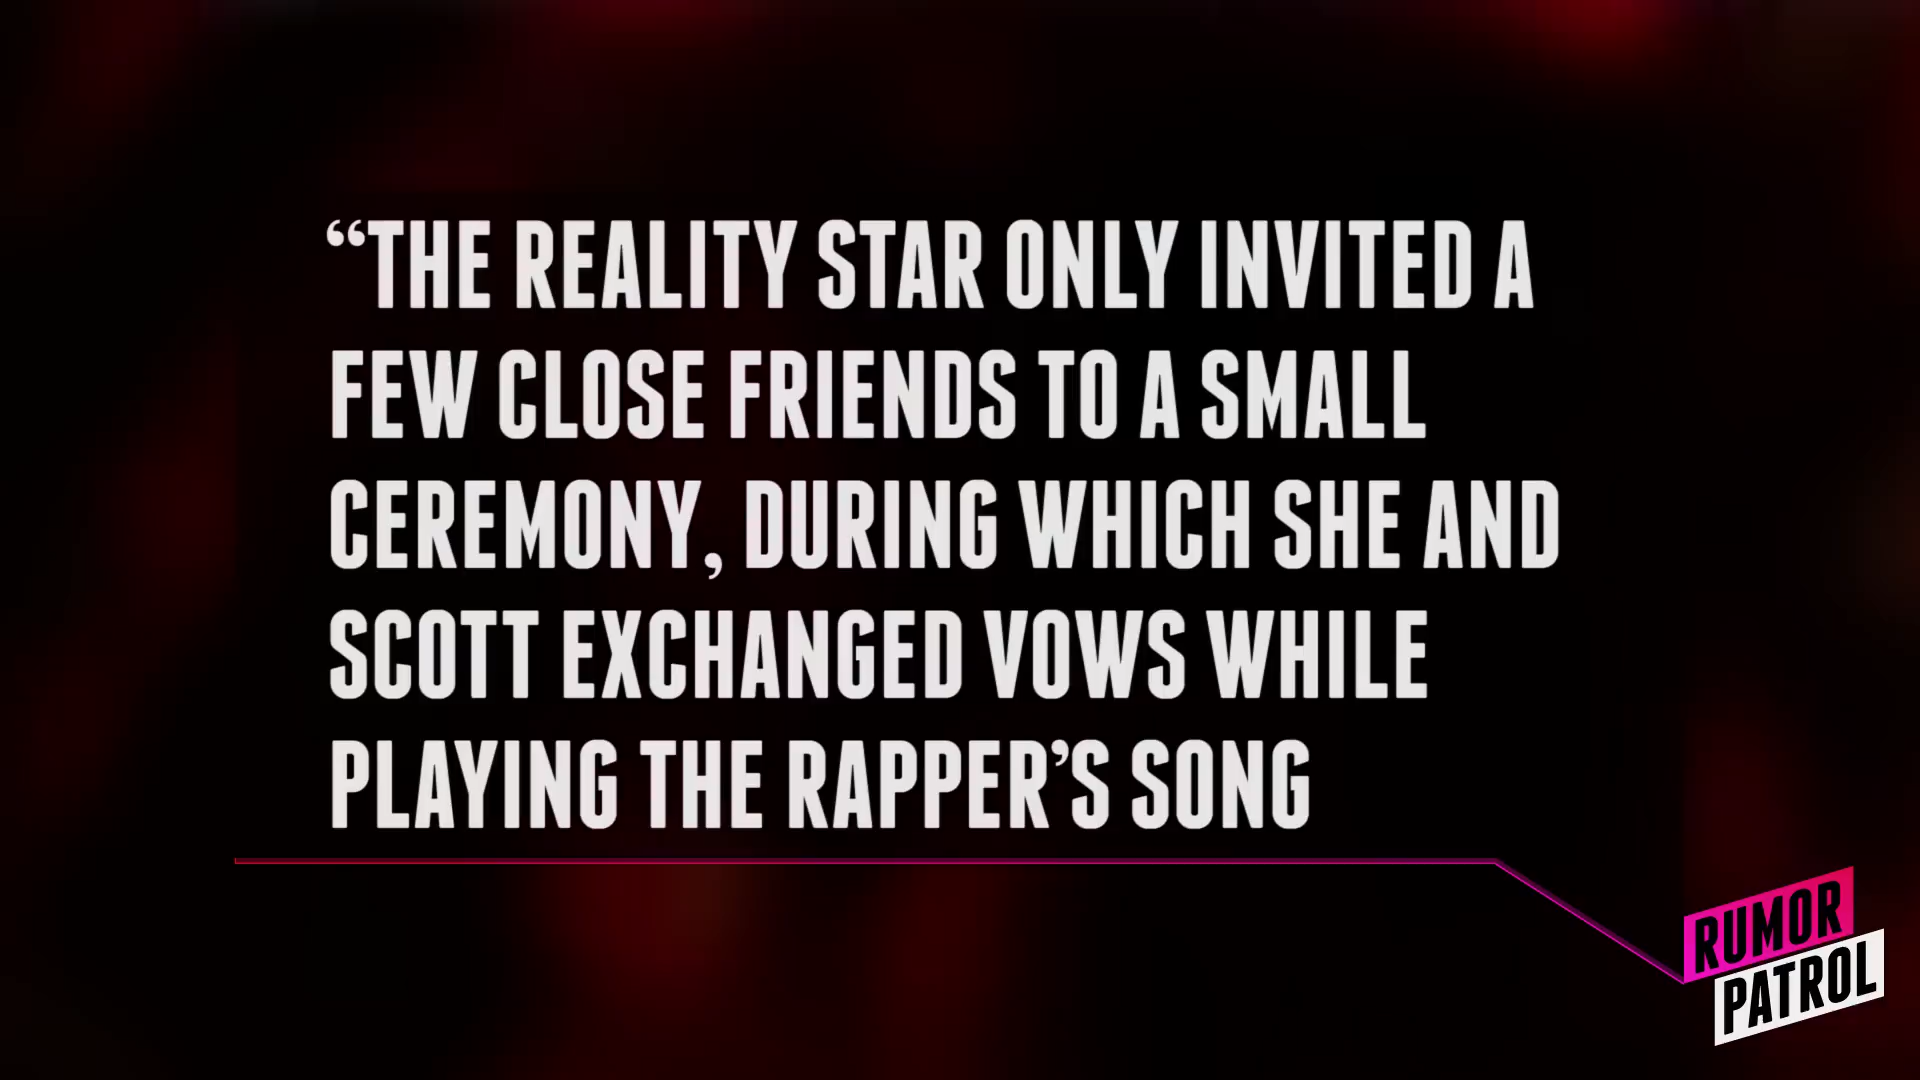 “THE REALITY STAR ONLY INVITED A
FEW CLOSE FRIENDS TO A SMALL
CEREMONY, DURING WHICH SHE AND
SCOTT EXCHANGED VOWS WHILE
PLAYING THE RAPPER’S SONG
RUMOR
PATROL